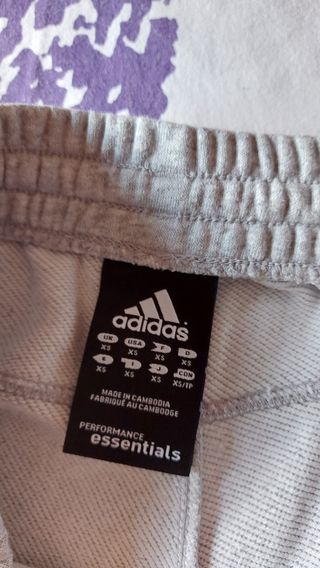 adidas
UK USA F D
XS XS XS XS
E I J CDN
XS XS XS XS/TP
MADE IN CAMBODIA
FABRIQUÉ AU CAMBODGE
PERFORMANCE
essentials